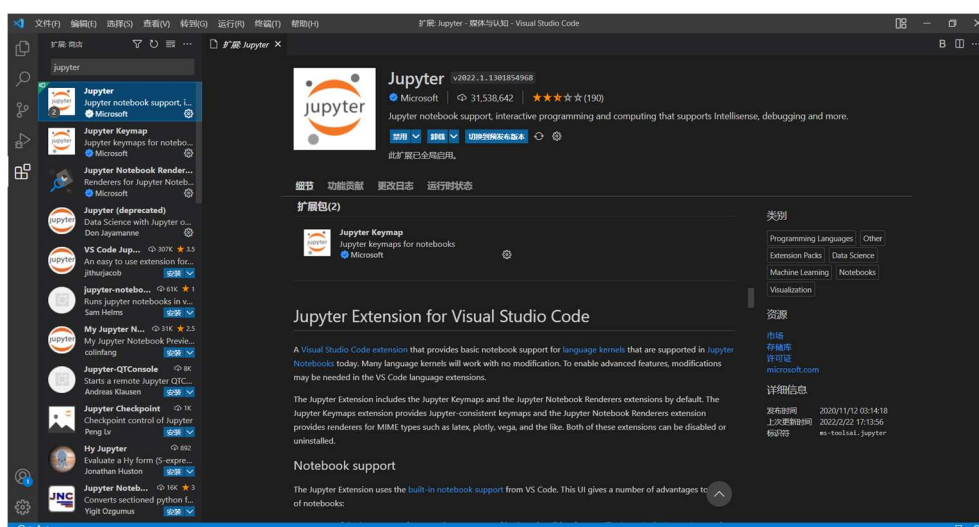 文件(F) 编辑(E) 选择(S) 查看(V) 转到(G) 运行(R) 终端(T) 帮助(H) 扩展: Jupyter - 媒体与认知 - Visual Studio Code
扩展: 商店
扩展: Jupyter
jupyter
Jupyter
Jupyter notebook support, i...
Microsoft
2
Jupyter Keymap
Jupyter keymaps for notebo...
Microsoft
Jupyter Notebook Render...
Renderers for Jupyter Noteb...
Microsoft
Jupyter (deprecated)
Data Science with Jupyter o...
Don Jayamanne
VS Code Jup... 307K 3.5
An easy to use extension for...
jithurjacob 安装
jupyter-notebo... 61K 1
Runs jupyter notebooks in v...
Sam Helms 安装
My Jupyter N... 31K 2.5
My Jupyter Notebook Previe...
colinfang 安装
Jupyter-QTConsole 8K
Starts a remote Jupyter QTC...
Andreas Klausen 安装
Jupyter Checkpoint 1K
Checkpoint control of Jupyter
Peng Lv 安装
Hy Jupyter 892
Evaluate a Hy form (S-expre...
Jonathan Huston 安装
Jupyter Noteb... 16K 3
Converts sectioned python f...
Yigit Ozgumus 安装
JNC
jupyter
Jupyter v2022.1.1301854968
Microsoft 31,538,642 (190)
Jupyter notebook support, interactive programming and computing that supports Intellisense, debugging and more.
禁用 卸载 切换到预发布版本
此扩展已全局启用。
细节 功能贡献 更改日志 运行时状态
扩展包(2)
Jupyter Keymap
Jupyter keymaps for notebooks
Microsoft
Jupyter Extension for Visual Studio Code
A Visual Studio Code extension that provides basic notebook support for language kernels that are supported in Jupyter
Notebooks today. Many language kernels will work with no modification. To enable advanced features, modifications
may be needed in the VS Code language extensions.
The Jupyter Extension includes the Jupyter Keymaps and the Jupyter Notebook Renderers extensions by default. The
Jupyter Keymaps extension provides Jupyter-consistent keymaps and the Jupyter Notebook Renderers extension
provides renderers for MIME types such as latex, plotly, vega, and the like. Both of these extensions can be disabled or
uninstalled.
Notebook support
The Jupyter Extension uses the built-in notebook support from VS Code. This UI gives a number of advantages to
of notebooks:
类别
Programming Languages Other
Extension Packs Data Science
Machine Learning Notebooks
Visualization
资源
市场
存储库
许可证
microsoft.com
详细信息
发布时间 2020/11/12 03:14:18
上次更新时间 2022/2/22 17:13:56
标识符 ms-toolsai.jupyter